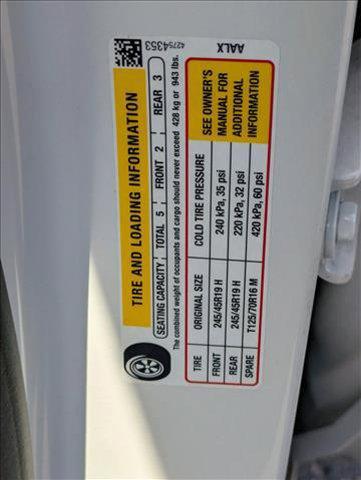 TIRE AND LOADING INFORMATION
SEATING CAPACITY TOTAL 5 FRONT 2 REAR 3
The combined weight of occupants and cargo should never exceed 428 kg or 943 lbs.
TIRE ORIGINAL SIZE COLD TIRE PRESSURE
FRONT 245/45R19 H 240 kPa, 35 psi
REAR 245/45R19 H 220 kPa, 32 psi
SPARE T125/70R16 M 420 kPa, 60 psi
SEE OWNER'S
MANUAL FOR
ADDITIONAL
INFORMATION
42754353
AALX